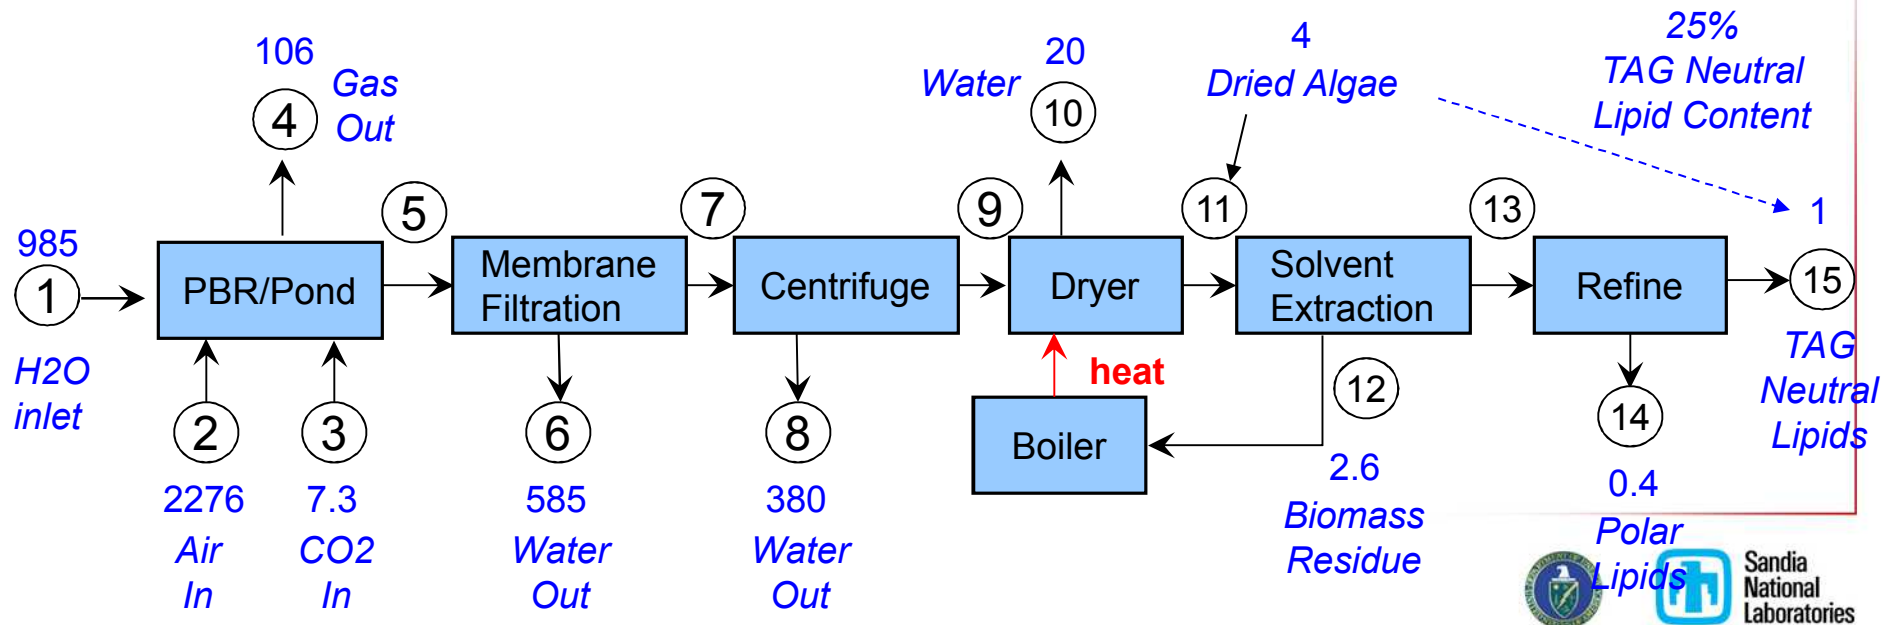 106
Gas
Out
4
20
Water
10
4
Dried Algae
25%
TAG Neutral
Lipid Content
985
1
H2O
inlet
PBR/Pond
5
Membrane
Filtration
7
Centrifuge
9
Dryer
11
Solvent
Extraction
13
Refine
1
15
TAG
Neutral
Lipids
2
2276
Air
In
3
7.3
CO2
In
6
585
Water
Out
8
380
Water
Out
heat
Boiler
12
2.6
Biomass
Residue
14
0.4
Polar
Lipids
Sandia
National
Laboratories